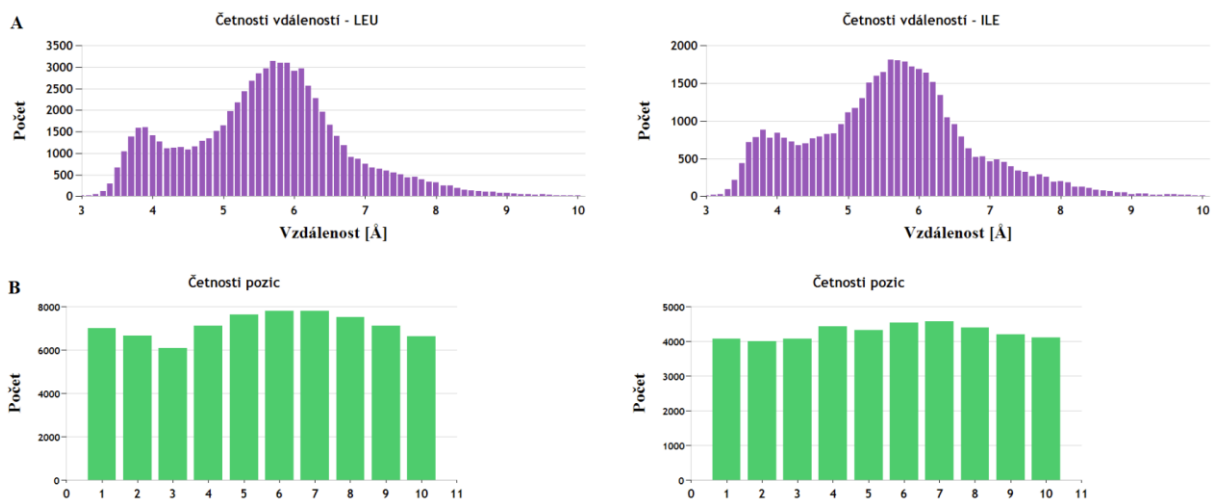 A
Četnosti vdáleností - LEU
Počet
3500
3000
2500
2000
1500
1000
500
0
3 4 5 6 7 8 9 10
Vzdálenost [Å]
Četnosti vdáleností - ILE
Počet
2000
1500
1000
500
0
3 4 5 6 7 8 9 10
Vzdálenost [Å]
B
Četnosti pozic
Počet
8000
6000
4000
2000
0
0 1 2 3 4 5 6 7 8 9 10 11
Četnosti pozic
Počet
5000
4000
3000
2000
1000
0
0 1 2 3 4 5 6 7 8 9 10 11